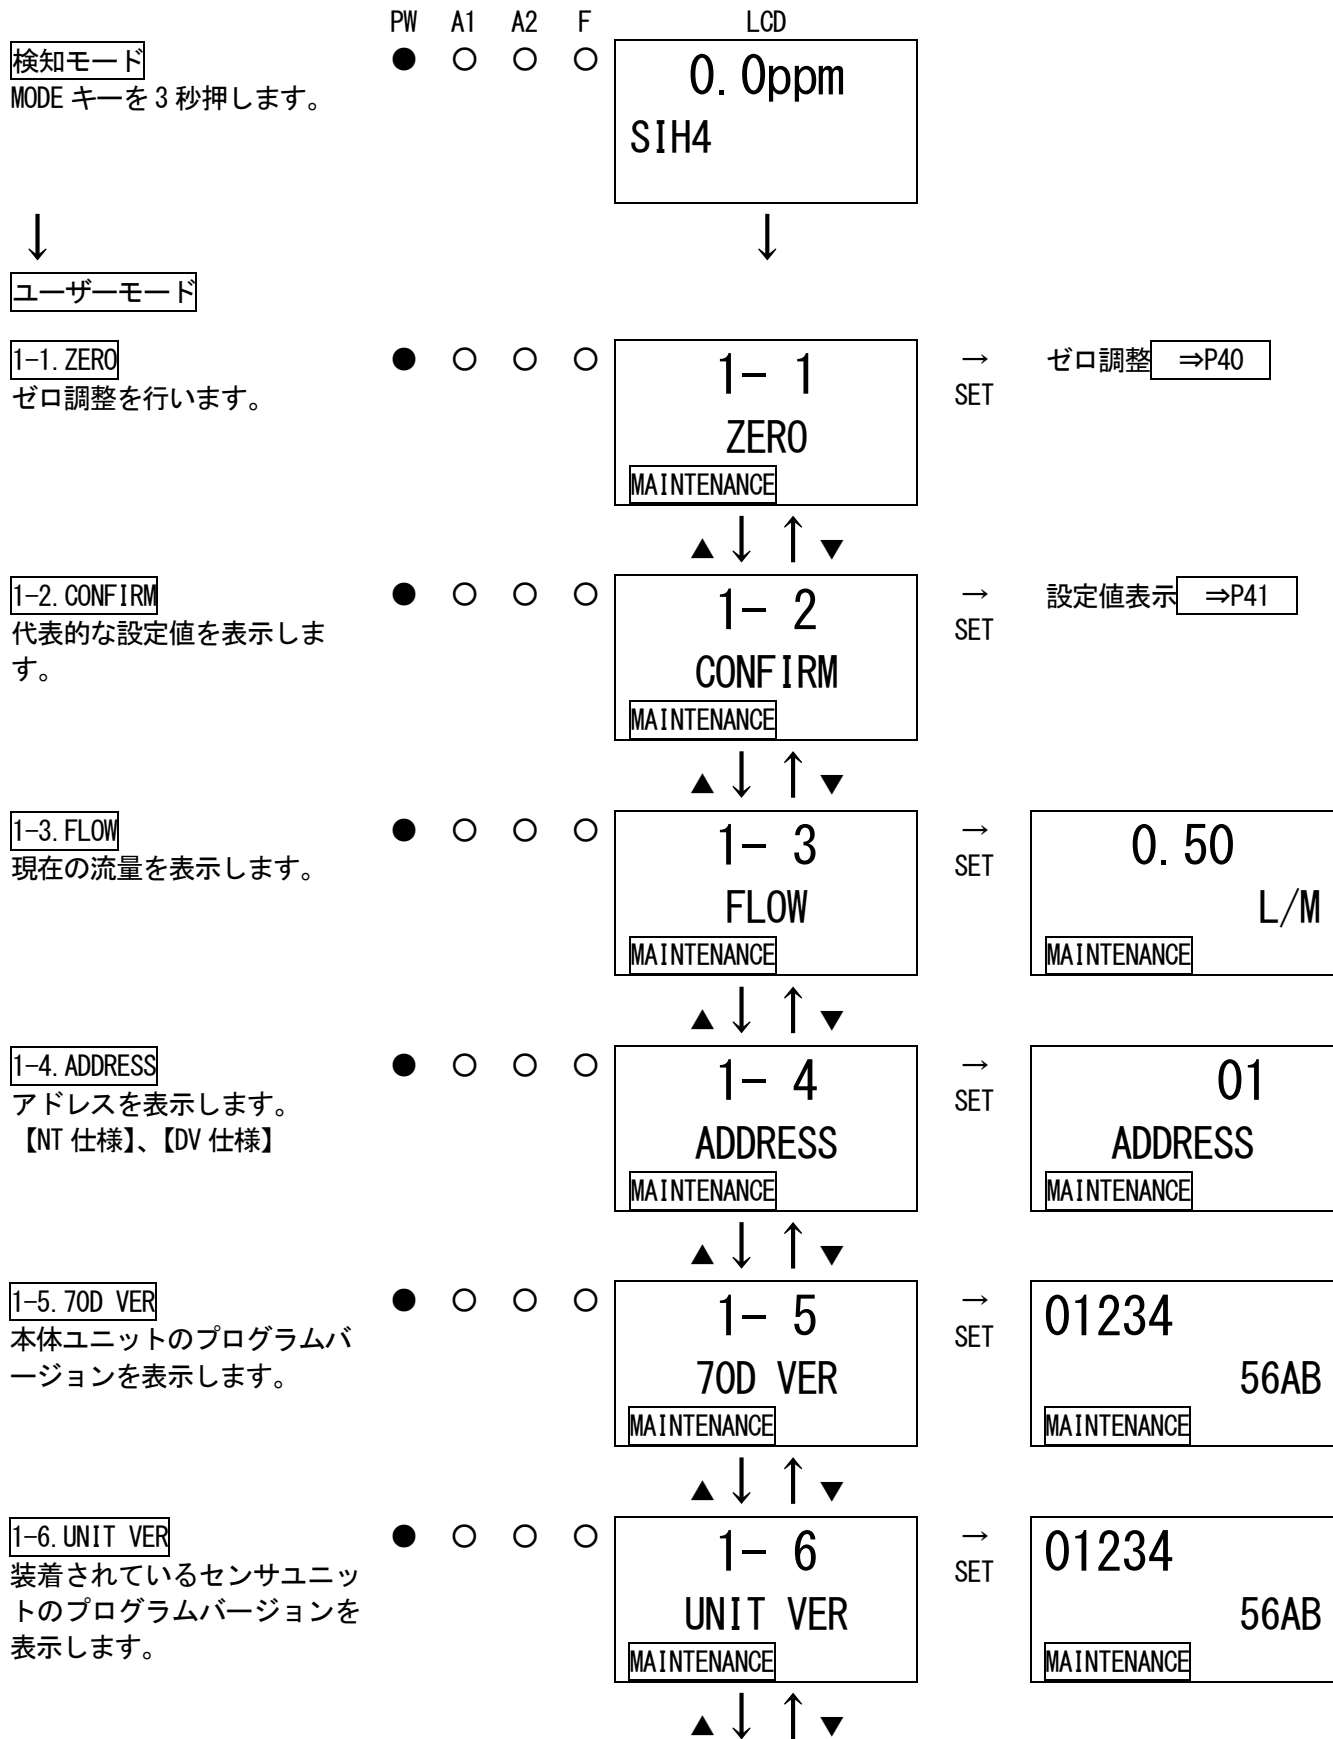 PW A1 A2 F LCD
検知モード ● ○ ○ ○ 0.0ppm
MODE キーを 3 秒押します。
SIH4
↓ ↓
ユーザーモード
1-1.ZERO ● ○ ○ ○ 1- 1 → ゼロ調整 ⇒P40
ゼロ調整を行います。 SET
ZERO
MAINTENANCE
▲ ↓ ↑ ▼
1-2.CONFIRM ● ○ ○ ○ 1- 2 → 設定値表示 ⇒P41
代表的な設定値を表示しま SET
す。 CONFIRM
MAINTENANCE
▲ ↓ ↑ ▼
1-3.FLOW ● ○ ○ ○ 1- 3 → 0.50
現在の流量を表示します。 SET
FLOW L/M
MAINTENANCE MAINTENANCE
▲ ↓ ↑ ▼
1-4.ADDRESS ● ○ ○ ○ 1- 4 → 01
アドレスを表示します。 SET
【NT 仕様】、【DV 仕様】 ADDRESS ADDRESS
MAINTENANCE MAINTENANCE
▲ ↓ ↑ ▼
1-5.70D VER ● ○ ○ ○ 1- 5 → 01234
本体ユニットのプログラムバ SET
ージョンを表示します。 70D VER 56AB
MAINTENANCE MAINTENANCE
▲ ↓ ↑ ▼
1-6.UNIT VER ● ○ ○ ○ 1- 6 → 01234
装着されているセンサユニッ SET
トのプログラムバージョンを UNIT VER 56AB
表示します。
MAINTENANCE MAINTENANCE
▲ ↓ ↑ ▼